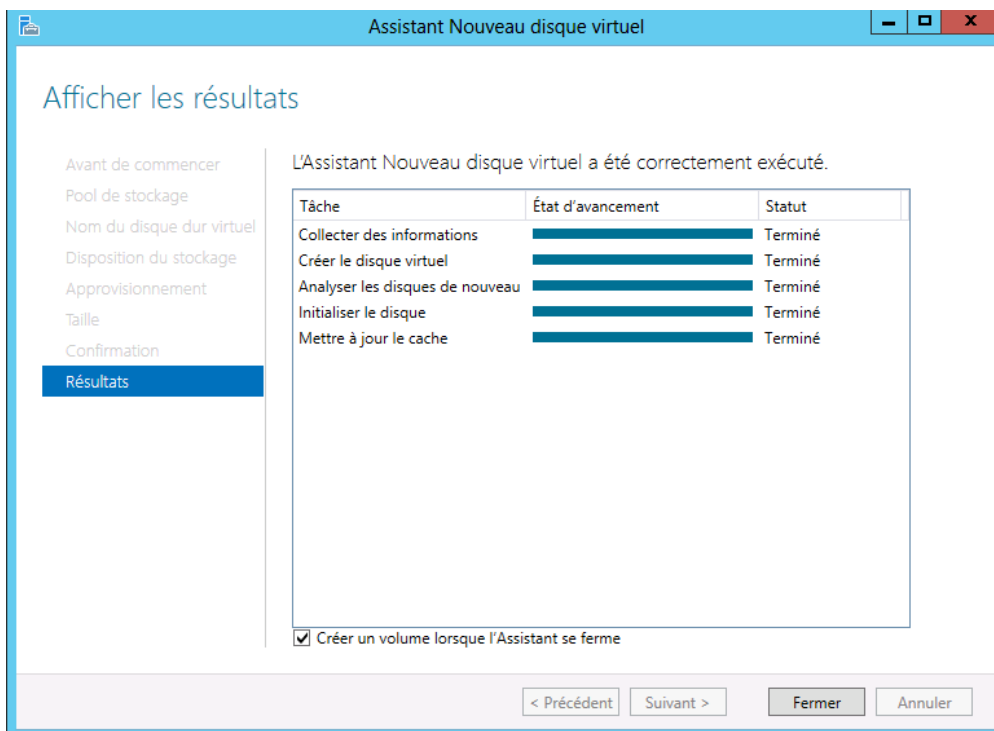 Assistant Nouveau disque virtuel
Afficher les résultats
Avant de commencer
Pool de stockage
Nom du disque dur virtuel
Disposition du stockage
Approvisionnement
Taille
Confirmation
Résultats
L'Assistant Nouveau disque virtuel a été correctement exécuté.
Tâche État d'avancement Statut
Collecter des informations Terminé
Créer le disque virtuel Terminé
Analyser les disques de nouveau Terminé
Initialiser le disque Terminé
Mettre à jour le cache Terminé
Créer un volume lorsque l'Assistant se ferme
< Précédent Suivant > Fermer Annuler